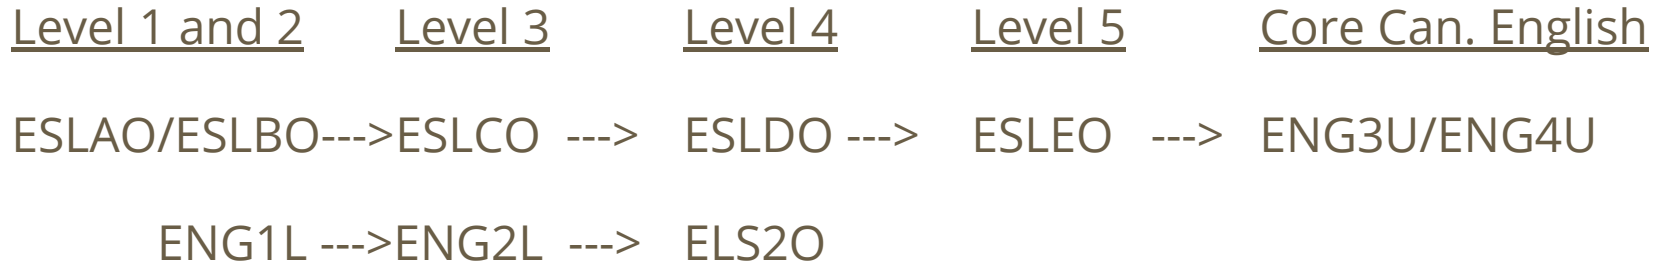 Level 1 and 2 Level 3 Level 4 Level 5 Core Can. English
ESLAO/ESLBO--->ESLCO ---> ESLDO ---> ESLEO ---> ENG3U/ENG4U
ENG1L --->ENG2L ---> ELS2O